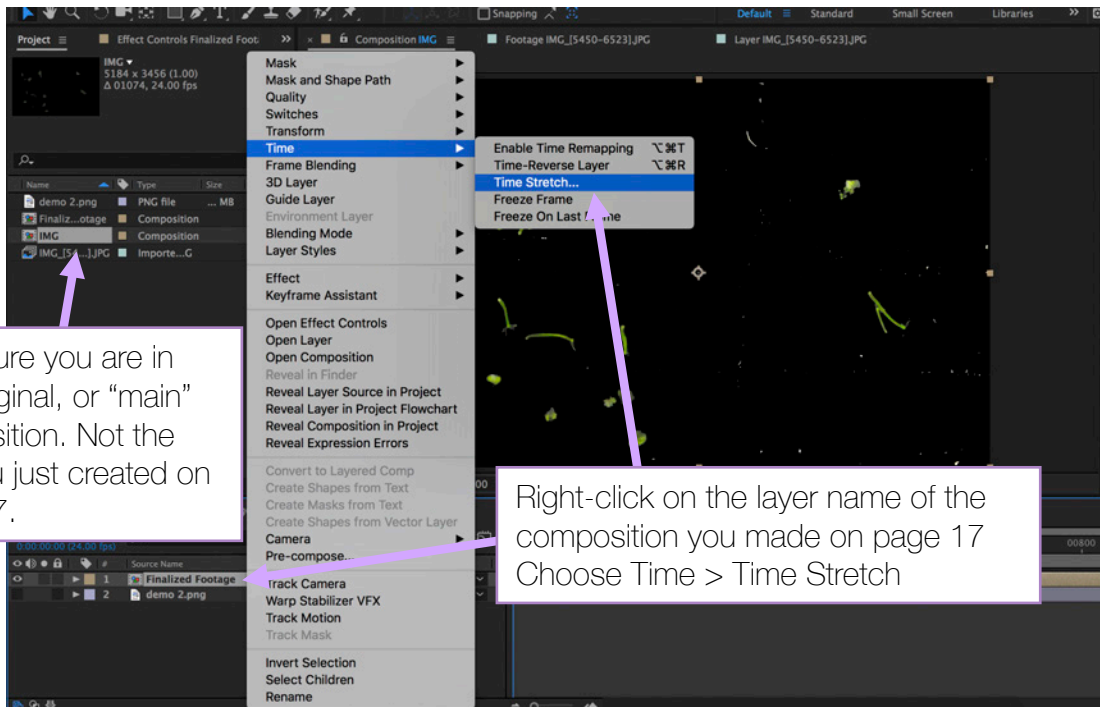 Snapping
Default
Standard
Small Screen
Libraries
Project
Effect Controls Finalized Foot
Composition IMG
Footage IMG_[5450-6523].JPG
Layer IMG_[5450-6523].JPG
IMG
5184 x 3456 (1.00)
Δ 01074, 24.00 fps
Name Type Size
demo 2.png PNG file ... MB
Finaliz...otage Composition
IMG Composition
IMG_[54...].JPG Importe...G
Mask
Mask and Shape Path
Quality
Switches
Transform
Time
Frame Blending
3D Layer
Guide Layer
Environment Layer
Blending Mode
Layer Styles
Effect
Keyframe Assistant
Open Effect Controls
Open Layer
Open Composition
Reveal in Finder
Reveal Layer Source in Project
Reveal Layer in Project Flowchart
Reveal Composition in Project
Reveal Expression Errors
Convert to Layered Comp
Create Shapes from Text
Create Masks from Text
Create Shapes from Vector Layer
Camera
Pre-compose...
Track Camera
Warp Stabilizer VFX
Track Motion
Track Mask
Invert Selection
Select Children
Rename
Enable Time Remapping ⌥⌘T
Time-Reverse Layer ⌥⌘R
Time Stretch...
Freeze Frame
Freeze On Last Frame
ure you are in
ginal, or “main”
sition. Not the
u just created on
7.
Right-click on the layer name of the
composition you made on page 17
Choose Time > Time Stretch
00
00800
0:00:00:00 (24.00 fps)
# Source Name
1 Finalized Footage
2 demo 2.png